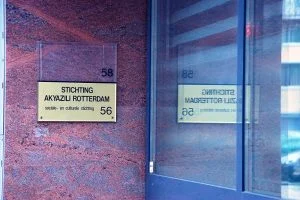 58
STICHTING
AKYAZILI ROTTERDAM
sociale- en culturele stichting
56